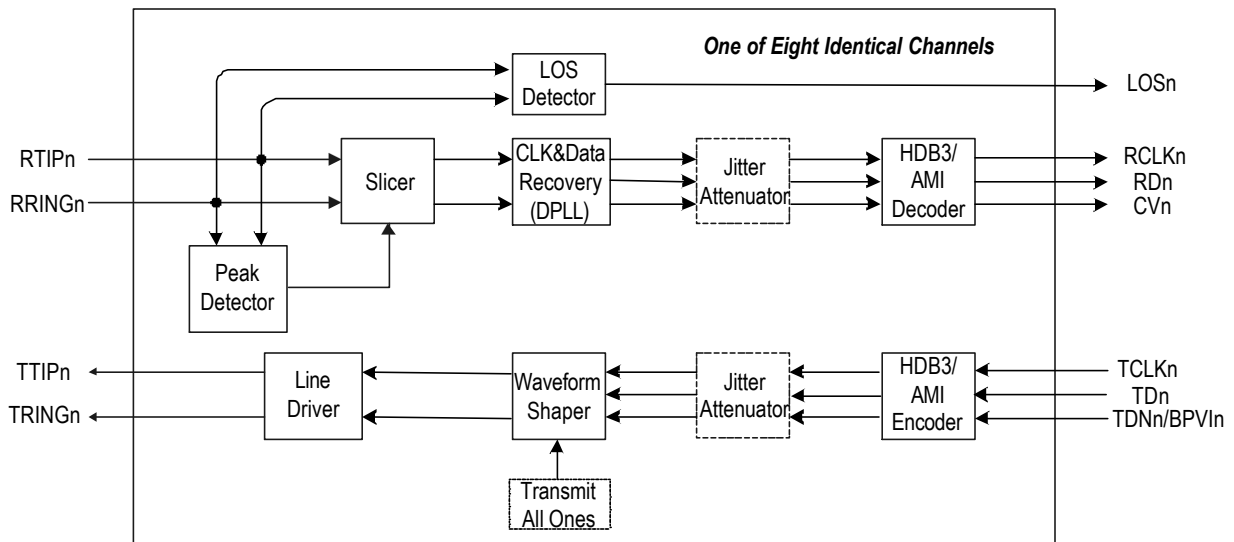 One of Eight Identical Channels
LOS
Detector
LOSn
RTIPn
RRINGn
Slicer
CLK&Data
Recovery
(DPLL)
Jitter
Attenuator
HDB3/
AMI
Decoder
RCLKn
RDn
CVn
Peak
Detector
TTIPn
TRINGn
Line
Driver
Waveform
Shaper
Jitter
Attenuator
HDB3/
AMI
Encoder
TCLKn
TDn
TDNn/BPVIn
Transmit
All Ones